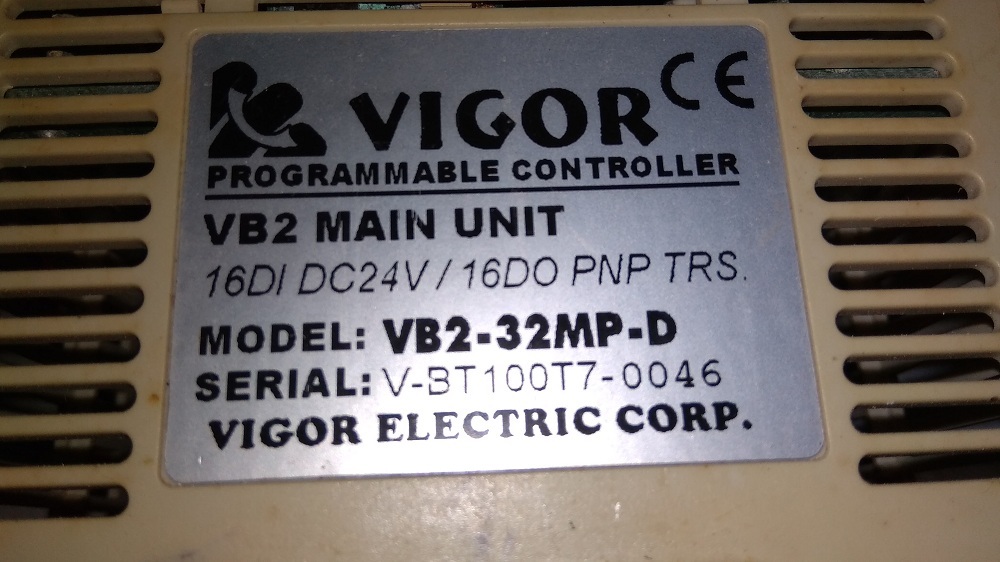 VIGOR CE
PROGRAMMABLE CONTROLLER
VB2 MAIN UNIT
16DI DC24V / 16DO PNP TRS.
MODEL: VB2-32MP-D
SERIAL: V-BT100T7-0046
VIGOR ELECTRIC CORP.